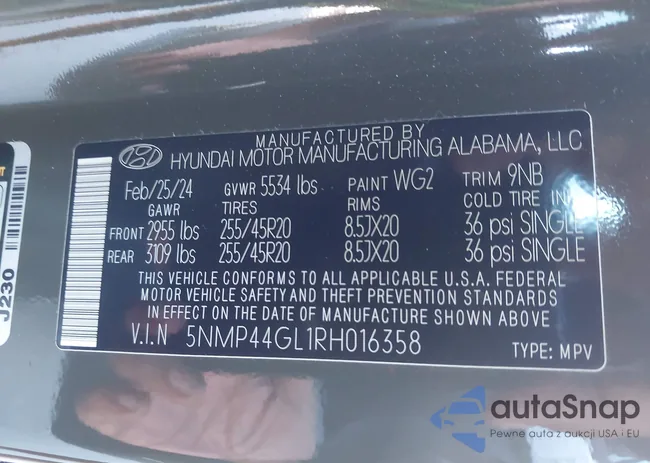 MANUFACTURED BY
HYUNDAI MOTOR MANUFACTURING ALABAMA, LLC
Feb/25/24 GVWR 5534 lbs PAINT WG2 TRIM 9NB
GAWR TIRES RIMS COLD TIRE INF
FRONT 2955 lbs 255/45R20 8.5JX20 36 psi SINGLE
REAR 3109 lbs 255/45R20 8.5JX20 36 psi SINGLE
THIS VEHICLE CONFORMS TO ALL APPLICABLE U.S.A. FEDERAL
MOTOR VEHICLE SAFETY AND THEFT PREVENTION STANDARDS
IN EFFECT ON THE DATE OF MANUFACTURE SHOWN ABOVE
V.I.N 5NMP44GL1RH016358 TYPE: MPV
J230
autaSnap
Pewne auta z aukcji USA i EU